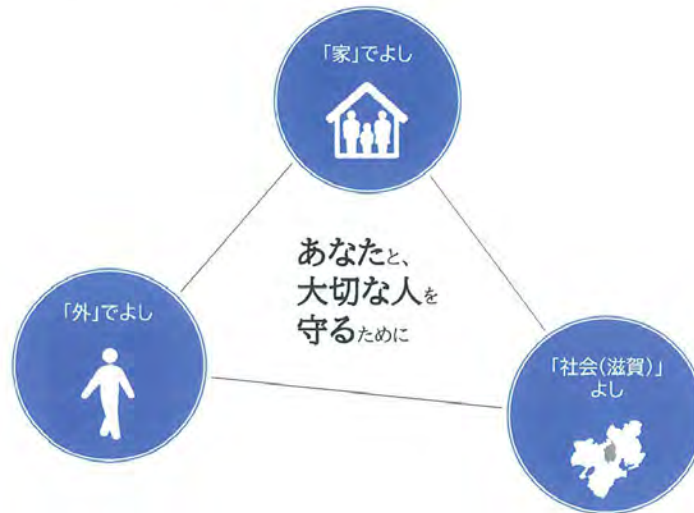 「家」でよし
あなたと、
大切な人を
守るために
「外」でよし
「社会(滋賀)」
よし